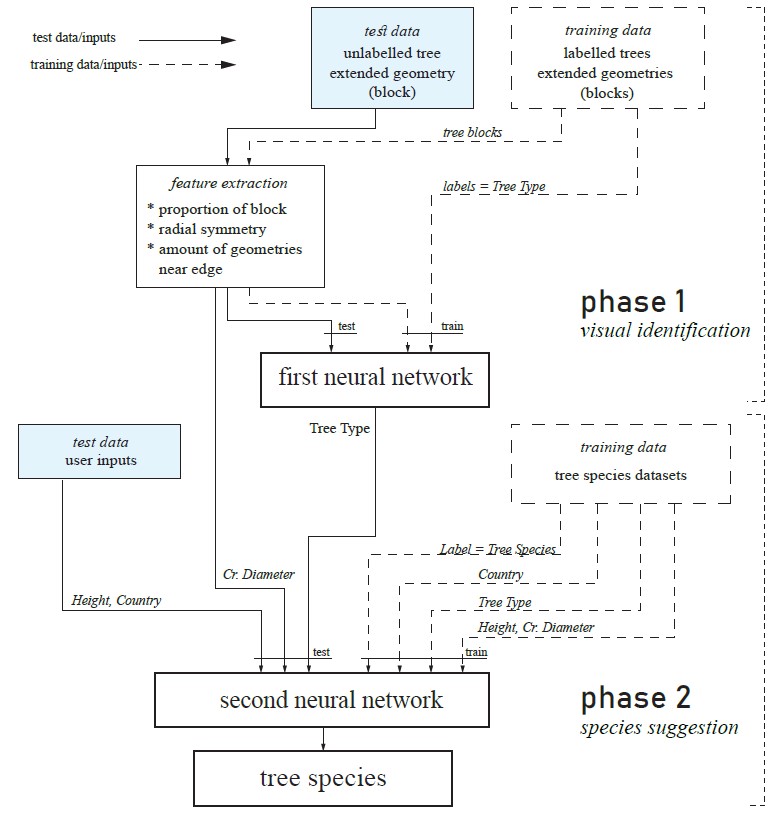 test data/inputs
training data/inputs
test data
unlabelled tree
extended geometry
(block)
training data
labelled trees
extended geometries
(blocks)
tree blocks
labels = Tree Type
feature extraction
* proportion of block
* radial symmetry
* amount of geometries
near edge
phase 1
visual identification
test
train
first neural network
Tree Type
test data
user inputs
training data
tree species datasets
Label = Tree Species
Cr. Diameter
Country
Height, Country
Tree Type
Height, Cr. Diameter
test
train
second neural network
phase 2
species suggestion
tree species